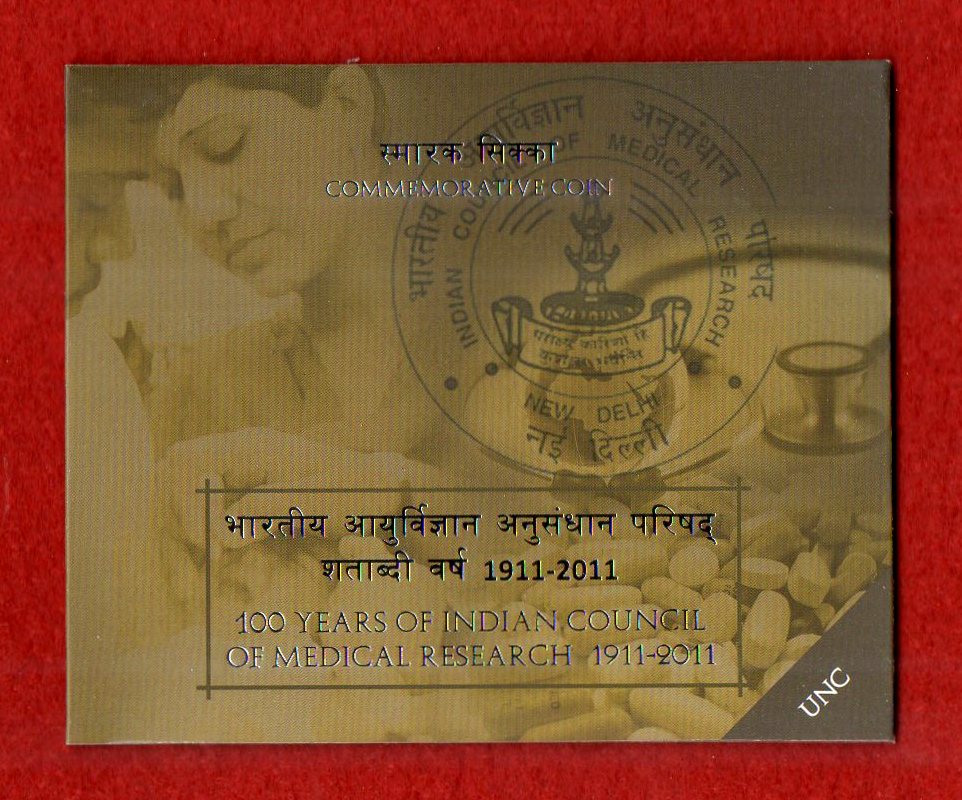 स्मारक सिक्का
COMMEMORATIVE COIN
भारतीय आयुर्विज्ञान अनुसंधान परिषद
INDIAN COUNCIL OF MEDICAL RESEARCH
NEW DELHI
नई दिल्ली
भारतीय आयुर्विज्ञान अनुसंधान परिषद्
शताब्दी वर्ष 1911-2011
100 YEARS OF INDIAN COUNCIL
OF MEDICAL RESEARCH 1911-2011
UNC